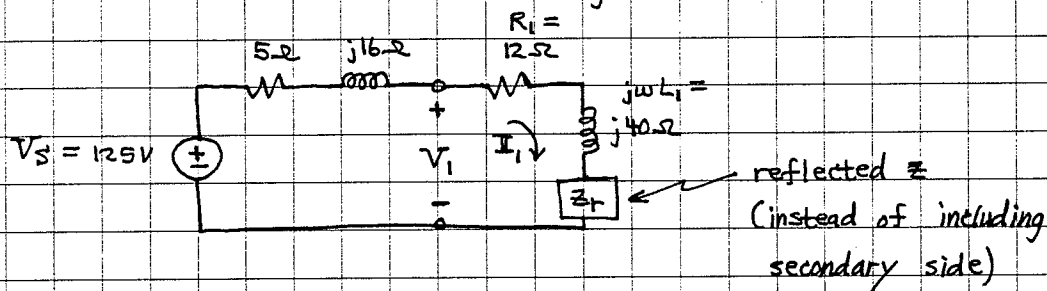 R₁ =
5Ω j16Ω 12Ω
jωL₁ =
j40Ω
+
Vs = 125V + - V₁ I₁
-
Zr
reflected Z
(instead of including
secondary side)